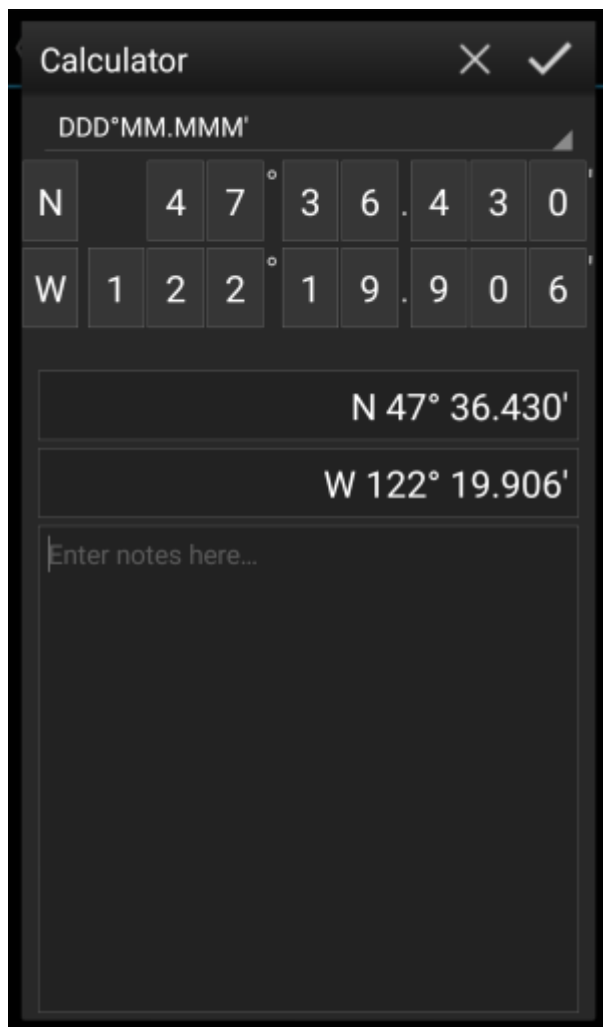 Calculator
DDD°MM.MMM'
N 4 7 ° 3 6 . 4 3 0 '
W 1 2 2 ° 1 9 . 9 0 6 '
N 47° 36.430'
W 122° 19.906'
Enter notes here...